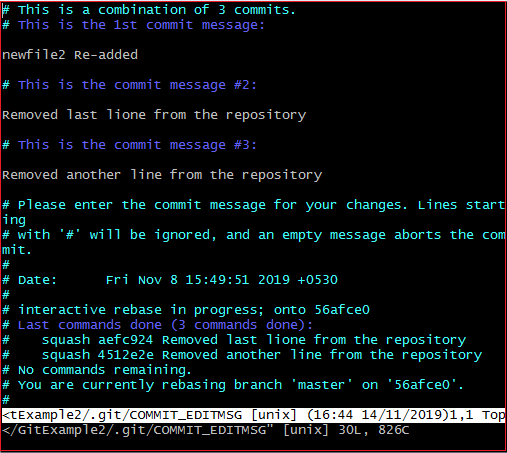 # This is a combination of 3 commits.
# This is the 1st commit message:
newfile2 Re-added
# This is the commit message #2:
Removed last lione from the repository
# This is the commit message #3:
Removed another line from the repository
# Please enter the commit message for your changes. Lines start
ing
# with '#' will be ignored, and an empty message aborts the com
mit.
#
# Date:      Fri Nov 8 15:49:51 2019 +0530
#
# interactive rebase in progress; onto 56afce0
# Last commands done (3 commands done):
#    squash aefc924 Removed last lione from the repository
#    squash 4512e2e Removed another line from the repository
# No commands remaining.
# You are currently rebasing branch 'master' on '56afce0'.
#
<tExample2/.git/COMMIT_EDITMSG [unix] (16:44 14/11/2019)1,1 Top
</GitExample2/.git/COMMIT_EDITMSG" [unix] 30L, 826C